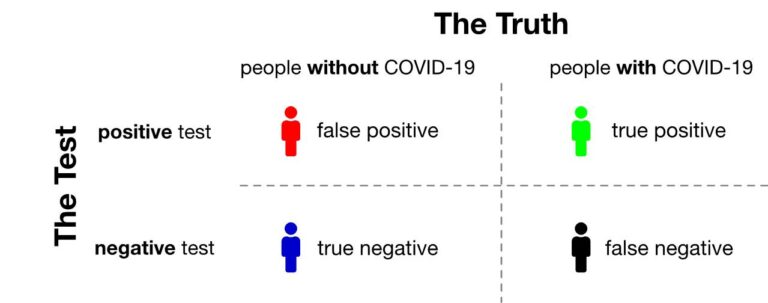 The Truth
people without COVID-19
people with COVID-19
The Test
positive test
false positive
true positive
negative test
true negative
false negative